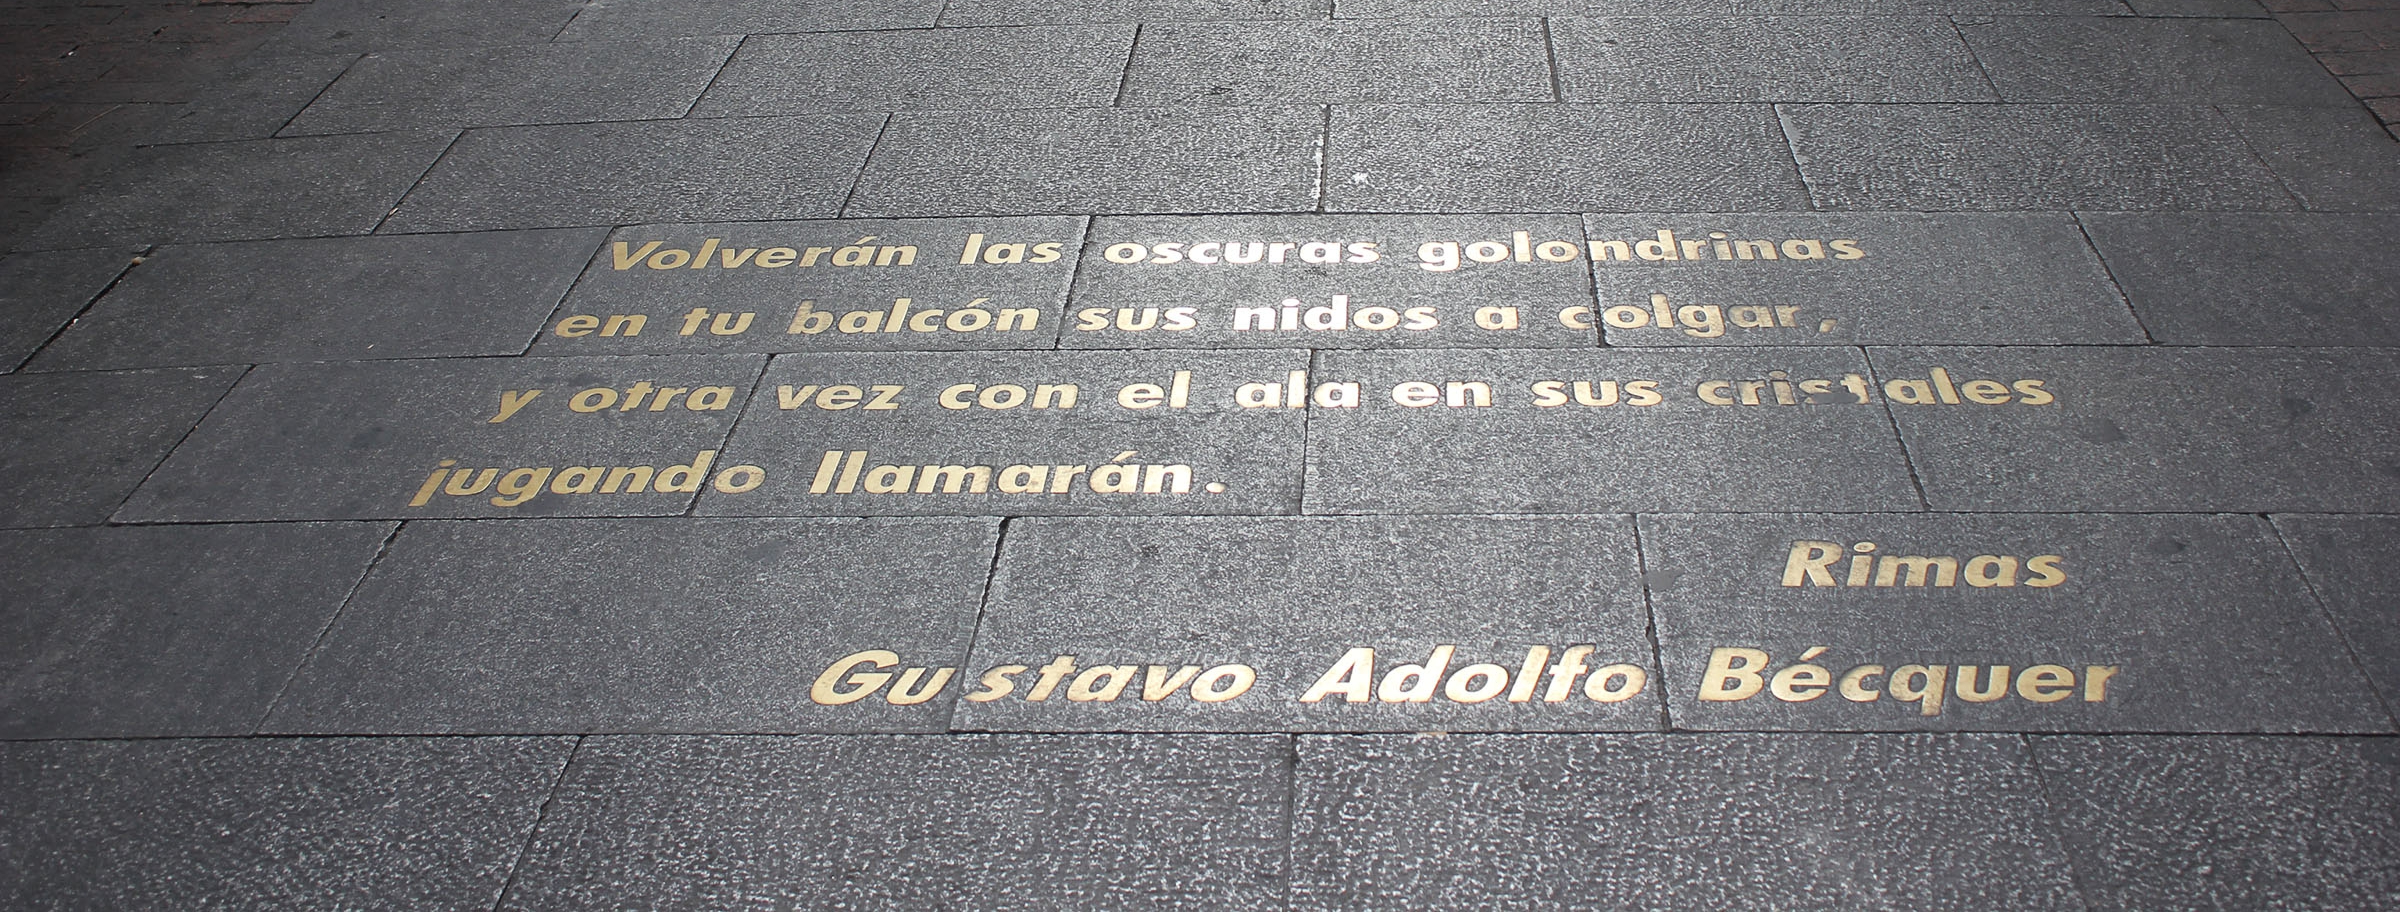 Volverán las oscuras golondrinas
en tu balcón sus nidos a colgar,
y otra vez con el ala en sus cristales
jugando llamarán.
Rimas
Gustavo Adolfo Bécquer